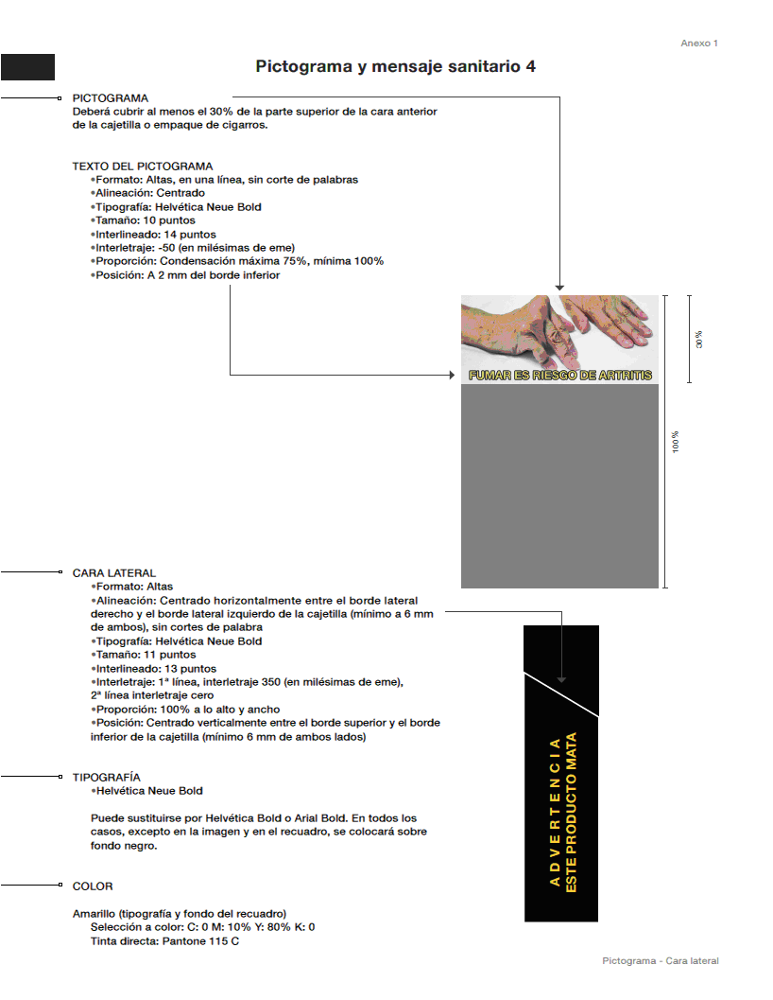 Anexo 1
Pictograma y mensaje sanitario 4
PICTOGRAMA
Deberá cubrir al menos el 30% de la parte superior de la cara anterior
de la cajetilla o empaque de cigarros.
TEXTO DEL PICTOGRAMA
•Formato: Altas, en una línea, sin corte de palabras
•Alineación: Centrado
•Tipografía: Helvética Neue Bold
•Tamaño: 10 puntos
•Interlineado: 14 puntos
•Interletraje: -50 (en milésimas de eme)
•Proporción: Condensación máxima 75%, mínima 100%
•Posición: A 2 mm del borde inferior
FUMAR ES RIESGO DE ARTRITIS
30%
100%
CARA LATERAL
•Formato: Altas
•Alineación: Centrado horizontalmente entre el borde lateral
derecho y el borde lateral izquierdo de la cajetilla (mínimo a 6 mm
de ambos), sin cortes de palabra
•Tipografía: Helvética Neue Bold
•Tamaño: 11 puntos
•Interlineado: 13 puntos
•Interletraje: 1ª línea, interletraje 350 (en milésimas de eme),
2ª línea interletraje cero
•Proporción: 100% a lo alto y ancho
•Posición: Centrado verticalmente entre el borde superior y el borde
inferior de la cajetilla (mínimo 6 mm de ambos lados)
ADVERTENCIA
ESTE PRODUCTO MATA
TIPOGRAFÍA
•Helvética Neue Bold
Puede sustituirse por Helvética Bold o Arial Bold. En todos los
casos, excepto en la imagen y en el recuadro, se colocará sobre
fondo negro.
COLOR
Amarillo (tipografía y fondo del recuadro)
Selección a color: C: 0 M: 10% Y: 80% K: 0
Tinta directa: Pantone 115 C
Pictograma - Cara lateral